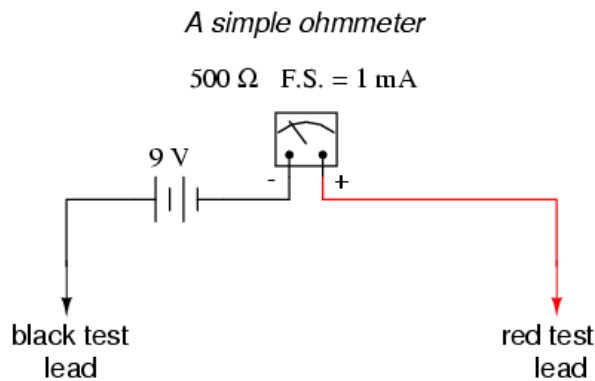 A simple ohmmeter
500 Ω F.S. = 1 mA
9 V
- +
black test
lead
red test
lead